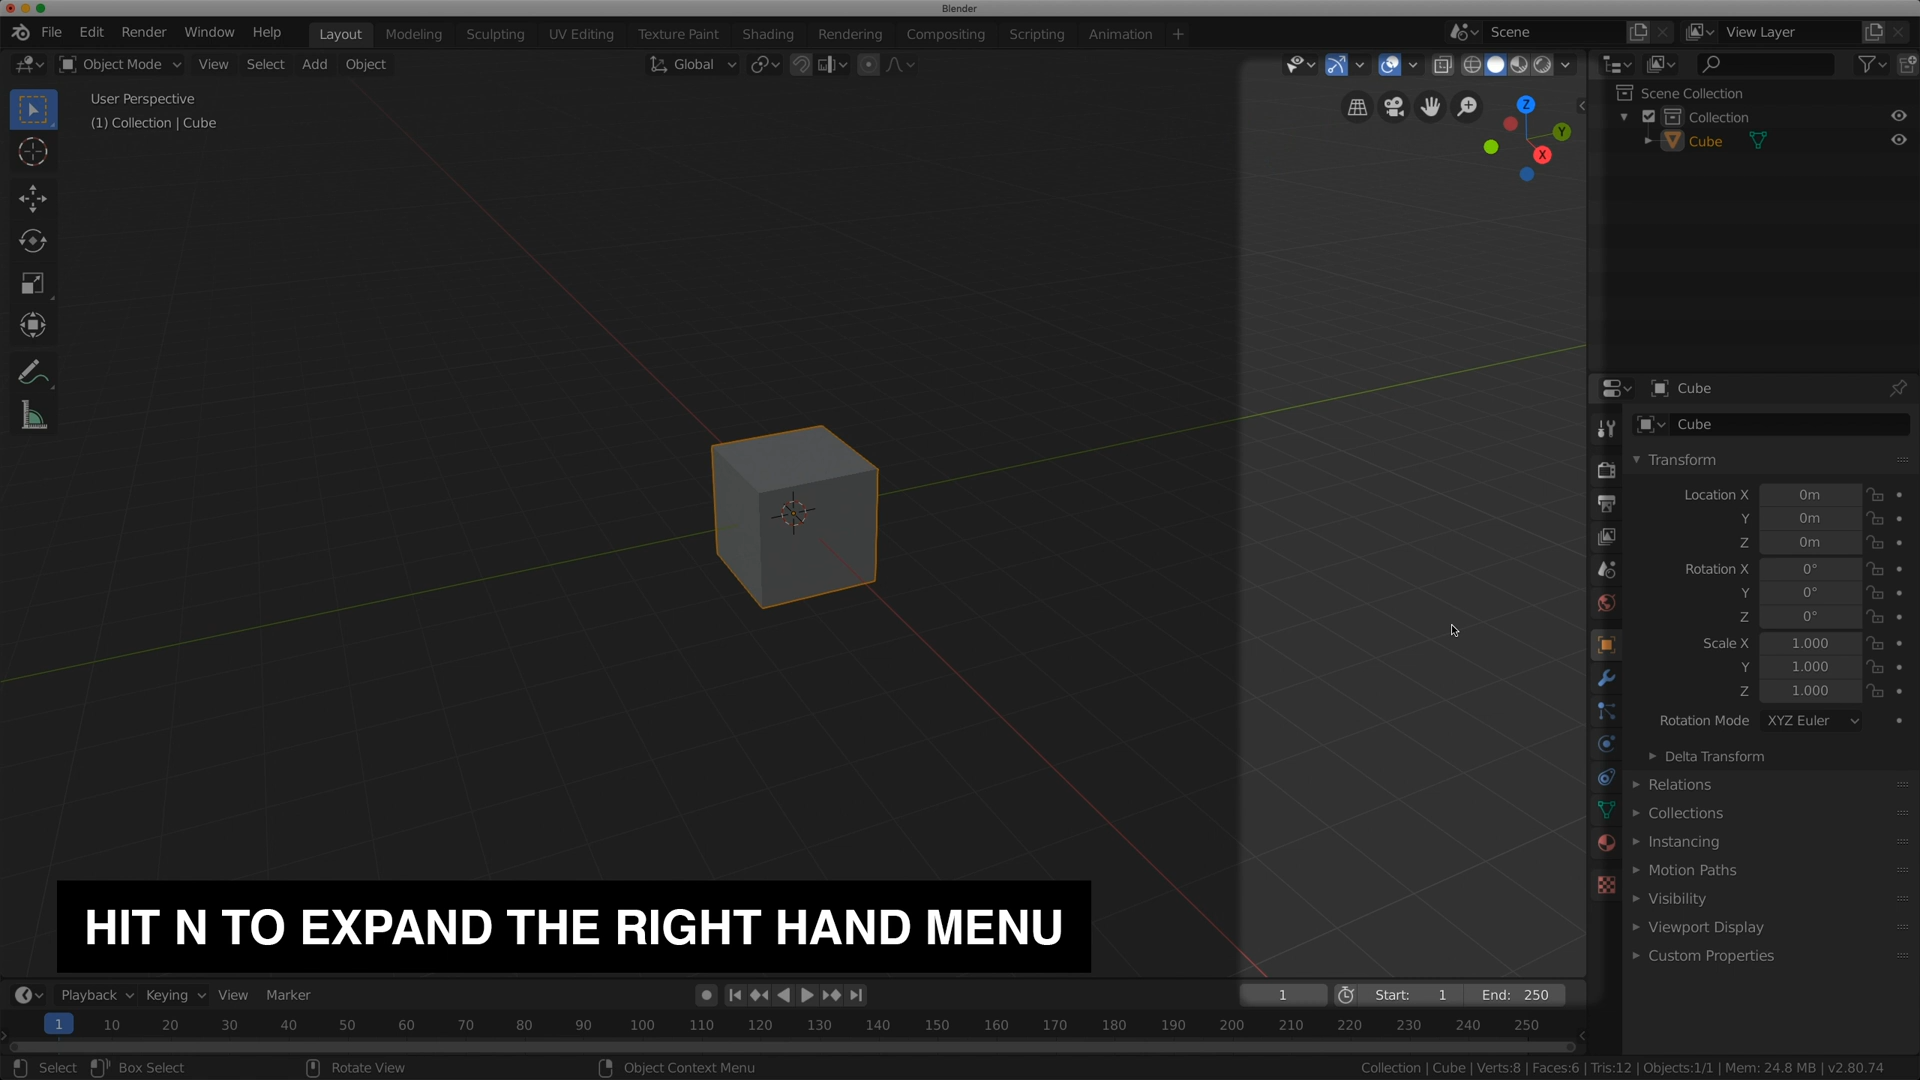 Blender
File Edit Render Window Help
Layout Modeling Sculpting UV Editing Texture Paint Shading Rendering Compositing Scripting Animation +
Scene
View Layer
Object Mode View Select Add Object
Global
User Perspective
(1) Collection | Cube
Z
Y
X
Scene Collection
Collection
Cube
Cube
Cube
Transform
Location X 0m
Y 0m
Z 0m
Rotation X 0°
Y 0°
Z 0°
Scale X 1.000
Y 1.000
Z 1.000
Rotation Mode XYZ Euler
Delta Transform
Relations
Collections
Instancing
Motion Paths
Visibility
Viewport Display
Custom Properties
HIT N TO EXPAND THE RIGHT HAND MENU
Playback Keying View Marker
1 Start: 1 End: 250
1 10 20 30 40 50 60 70 80 90 100 110 120 130 140 150 160 170 180 190 200 210 220 230 240 250
Select Box Select Rotate View Object Context Menu
Collection | Cube | Verts:8 | Faces:6 | Tris:12 | Objects:1/1 | Mem: 24.8 MB | v2.80.74